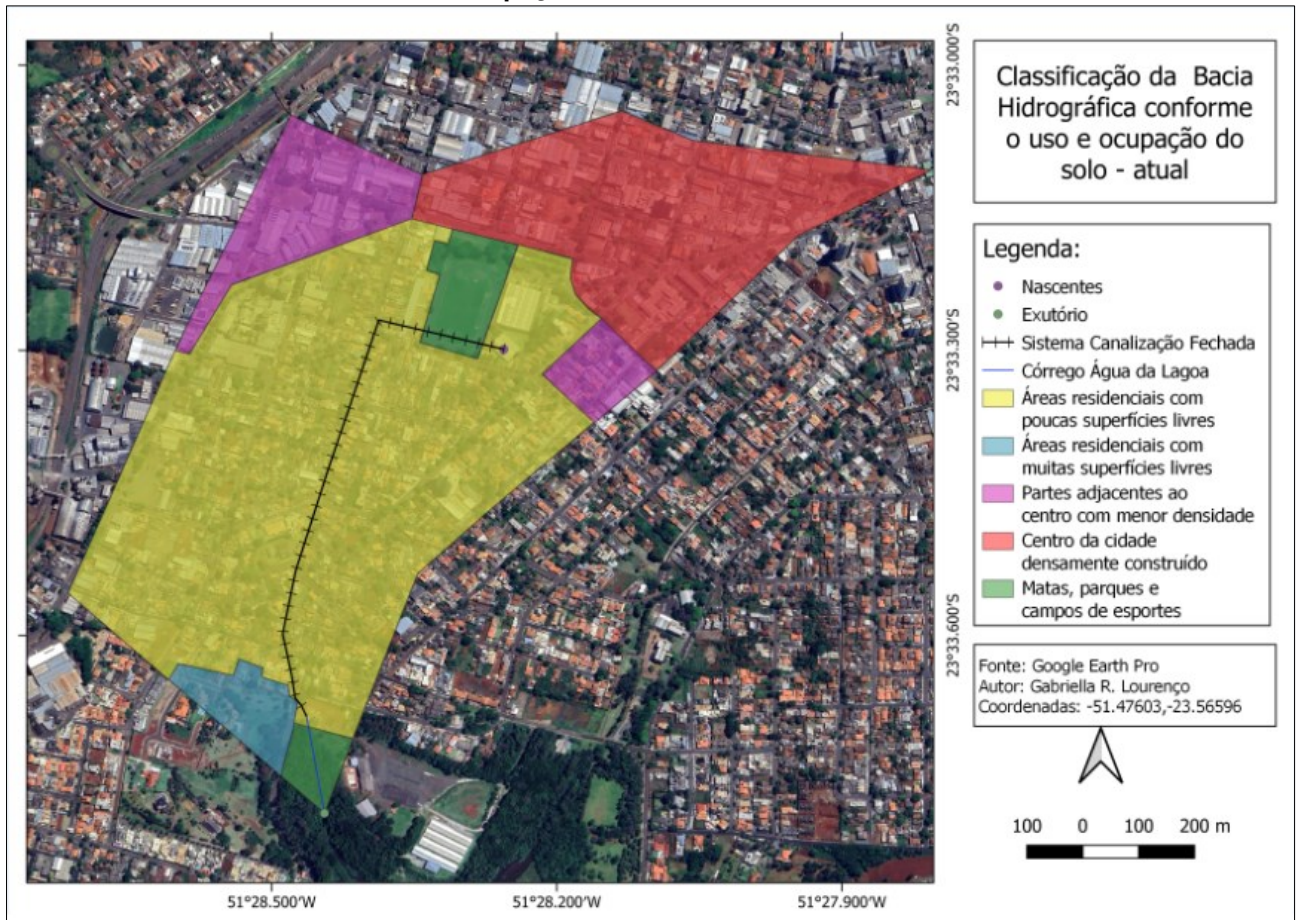 Classificação da Bacia
Hidrográfica conforme
o uso e ocupação do
solo - atual
Legenda:
Nascentes
Exutório
Sistema Canalização Fechada
Córrego Água da Lagoa
Áreas residenciais com
poucas superfícies livres
Áreas residenciais com
muitas superfícies livres
Partes adjacentes ao
centro com menor densidade
Centro da cidade
densamente construído
Matas, parques e
campos de esportes
Fonte: Google Earth Pro
Autor: Gabriella R. Lourenço
Coordenadas: -51.47603,-23.56596
100 0 100 200 m
23°33.000'S
23°33.300'S
23°33.600'S
51°28.500'W
51°28.200'W
51°27.900'W